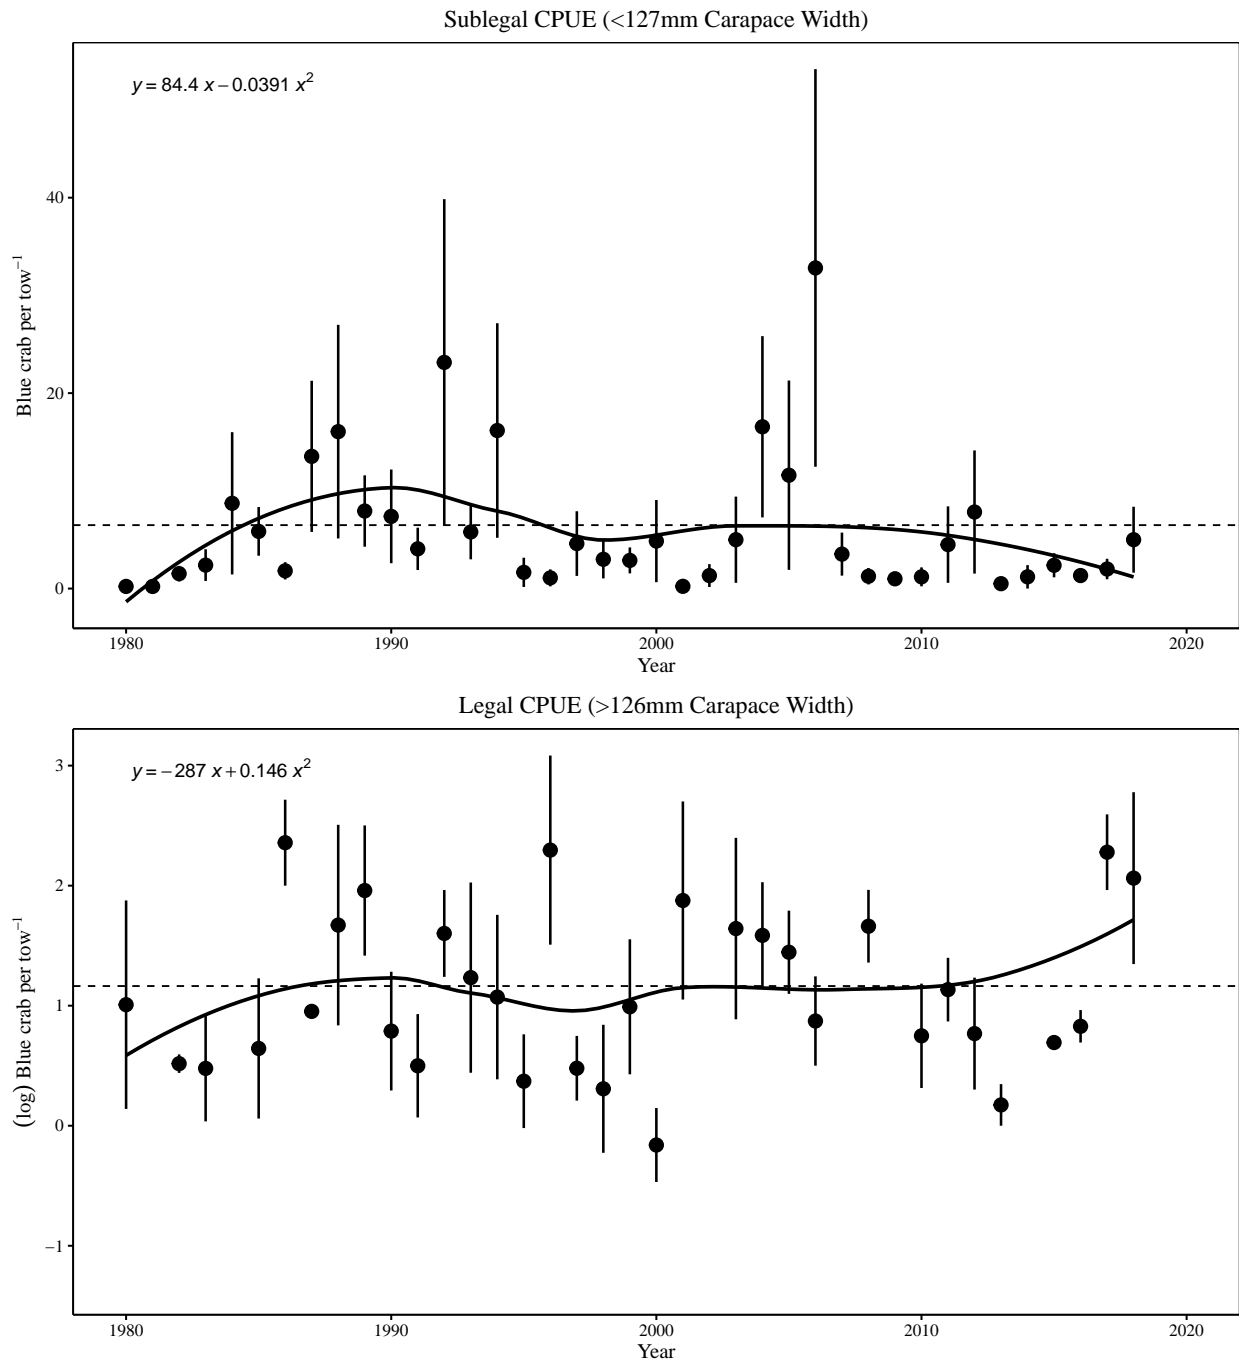 Sublegal CPUE (<127mm Carapace Width)
y = 84.4 x − 0.0391 x²
Blue crab per tow⁻¹
40
20
0
1980 1990 2000 2010 2020
Year
Legal CPUE (>126mm Carapace Width)
y = −287 x + 0.146 x²
(log) Blue crab per tow⁻¹
3
2
1
0
−1
1980 1990 2000 2010 2020
Year